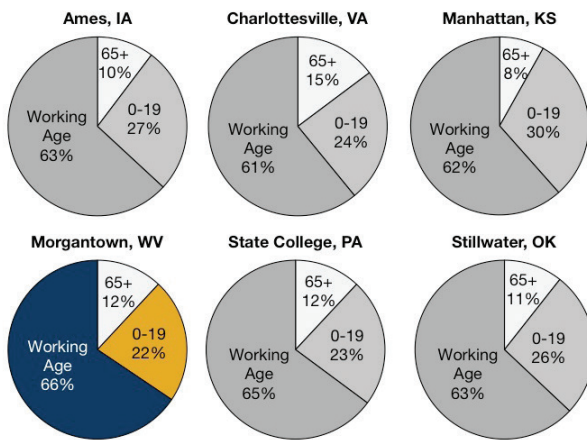 Ames, IA
65+
10%
0-19
27%
Working
Age
63%
Charlottesville, VA
65+
15%
0-19
24%
Working
Age
61%
Manhattan, KS
65+
8%
0-19
30%
Working
Age
62%
Morgantown, WV
65+
12%
0-19
22%
Working
Age
66%
State College, PA
65+
12%
0-19
23%
Working
Age
65%
Stillwater, OK
65+
11%
0-19
26%
Working
Age
63%